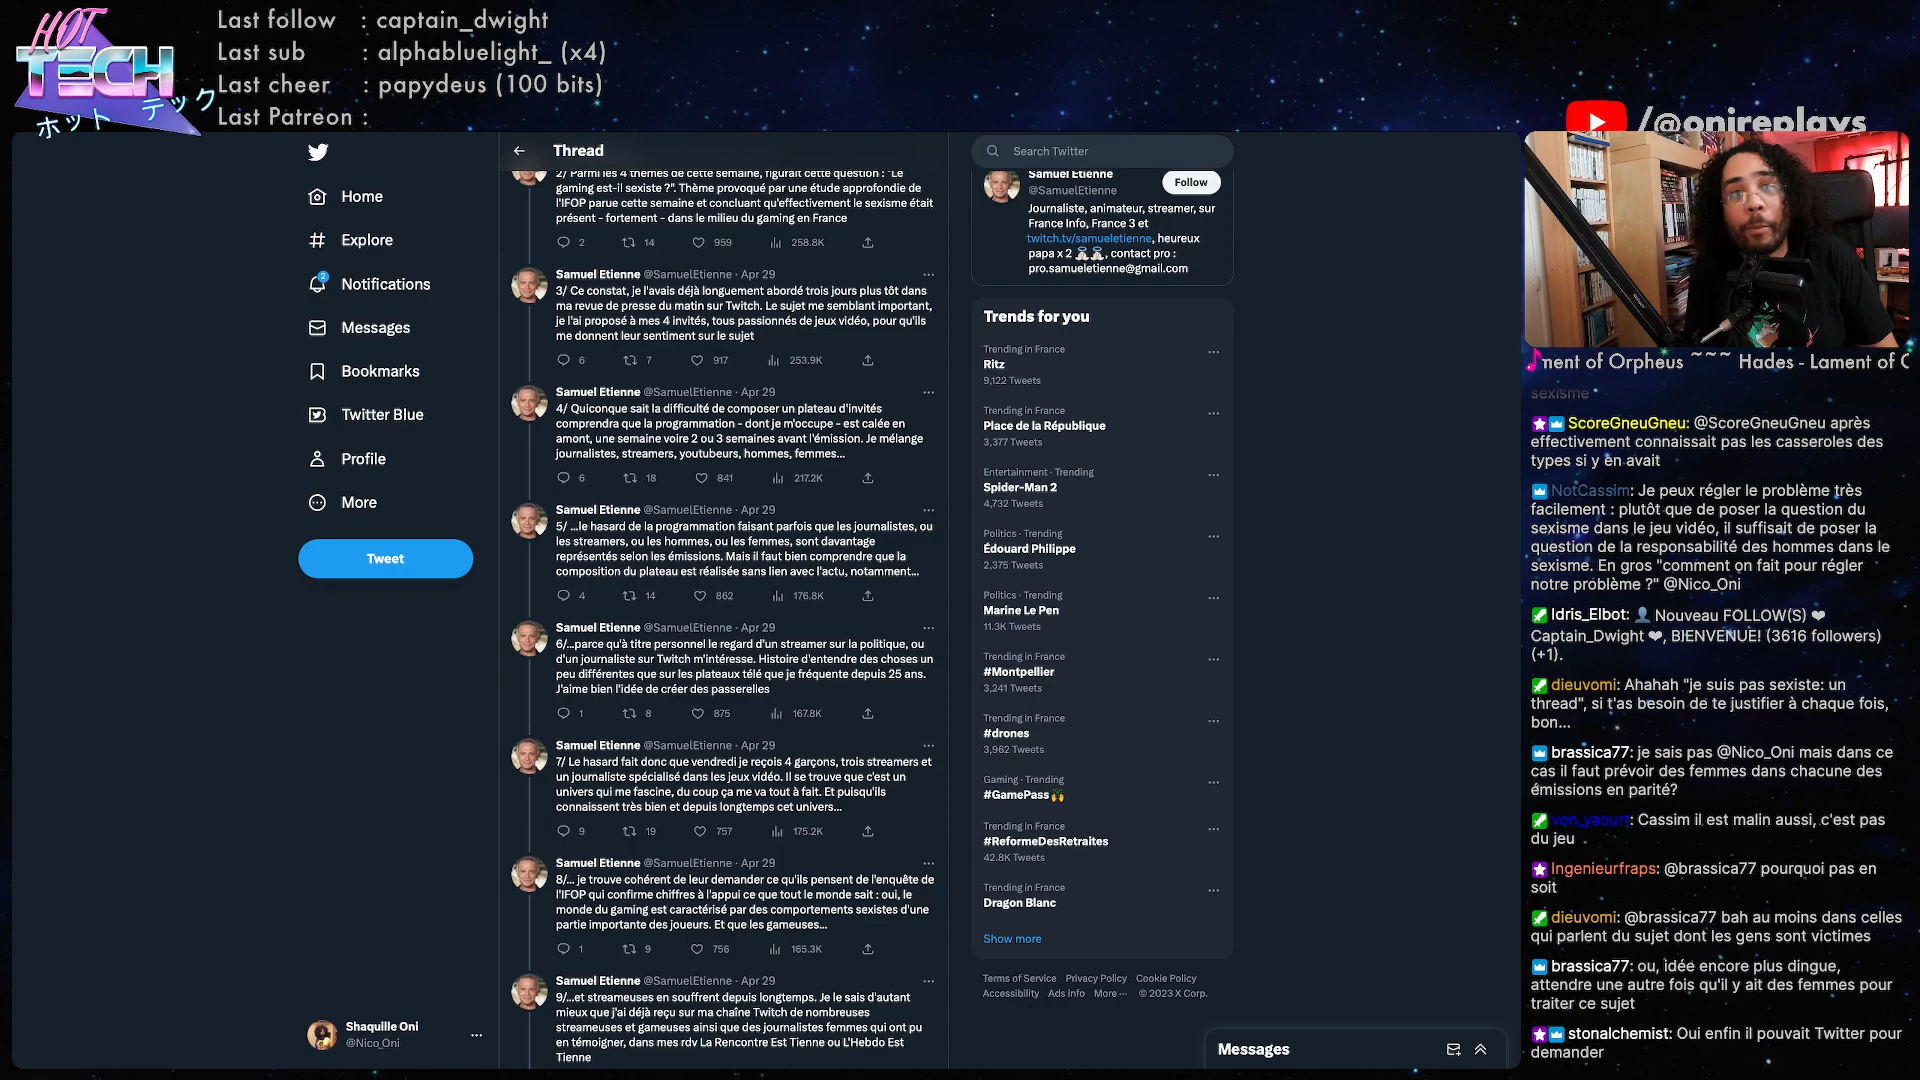 HOT
TECH
ホット テック
Last follow : captain_dwight
Last sub : alphabluelight_ (x4)
Last cheer : papydeus (100 bits)
Last Patreon :
/@onireplays
Home
Explore
2
Notifications
Messages
Bookmarks
Twitter Blue
Profile
More
Tweet
Shaquille Oni
@Nico_Oni
Thread
2/ Parmi les 4 thèmes de cette semaine, figurait cette question : "Le
gaming est-il sexiste ?". Thème provoqué par une étude approfondie de
l'IFOP parue cette semaine et concluant qu'effectivement le sexisme était
présent - fortement - dans le milieu du gaming en France
2 14 959 258.8K
Samuel Etienne @SamuelEtienne · Apr 29
3/ Ce constat, je l'avais déjà longuement abordé trois jours plus tôt dans
ma revue de presse du matin sur Twitch. Le sujet me semblant important,
je l'ai proposé à mes 4 invités, tous passionnés de jeux vidéo, pour qu'ils
me donnent leur sentiment sur le sujet
6 7 917 253.9K
Samuel Etienne @SamuelEtienne · Apr 29
4/ Quiconque sait la difficulté de composer un plateau d'invités
comprendra que la programmation - dont je m'occupe - est calée en
amont, une semaine voire 2 ou 3 semaines avant l'émission. Je mélange
journalistes, streamers, youtubeurs, hommes, femmes...
6 18 841 217.2K
Samuel Etienne @SamuelEtienne · Apr 29
5/ ...le hasard de la programmation faisant parfois que les journalistes, ou
les streamers, ou les hommes, ou les femmes, sont davantage
représentés selon les émissions. Mais il faut bien comprendre que la
composition du plateau est réalisée sans lien avec l'actu, notamment...
4 14 862 176.8K
Samuel Etienne @SamuelEtienne · Apr 29
6/...parce qu'à titre personnel le regard d'un streamer sur la politique, ou
d'un journaliste sur Twitch m'intéresse. Histoire d'entendre des choses un
peu différentes que sur les plateaux télé que je fréquente depuis 25 ans.
J'aime bien l'idée de créer des passerelles
1 8 875 167.8K
Samuel Etienne @SamuelEtienne · Apr 29
7/ Le hasard fait donc que vendredi je reçois 4 garçons, trois streamers et
un journaliste spécialisé dans les jeux vidéo. Il se trouve que c'est un
univers qui me fascine, du coup ça me va tout à fait. Et puisqu'ils
connaissent très bien et depuis longtemps cet univers...
9 19 757 175.2K
Samuel Etienne @SamuelEtienne · Apr 29
8/... je trouve cohérent de leur demander ce qu'ils pensent de l'enquête de
l'IFOP qui confirme chiffres à l'appui ce que tout le monde sait : oui, le
monde du gaming est caractérisé par des comportements sexistes d'une
partie importante des joueurs. Et que les gameuses...
1 9 756 165.3K
Samuel Etienne @SamuelEtienne · Apr 29
9/...et streameuses en souffrent depuis longtemps. Je le sais d'autant
mieux que j'ai déjà reçu sur ma chaîne Twitch de nombreuses
streameuses et gameuses ainsi que des journalistes femmes qui ont pu
en témoigner, dans mes rdv La Rencontre Est Tienne ou L'Hebdo Est
Tienne
Search Twitter
Samuel Etienne
@SamuelEtienne
Follow
Journaliste, animateur, streamer, sur
France Info, France 3 et
twitch.tv/samueletienne, heureux
papa x 2 , contact pro :
pro.samueletienne@gmail.com
Trends for you
Trending in France
Ritz
9,122 Tweets
Trending in France
Place de la République
3,377 Tweets
Entertainment · Trending
Spider-Man 2
4,732 Tweets
Politics · Trending
Édouard Philippe
2,375 Tweets
Politics · Trending
Marine Le Pen
11.3K Tweets
Trending in France
#Montpellier
3,241 Tweets
Trending in France
#drones
3,962 Tweets
Gaming · Trending
#GamePass
Trending in France
#ReformeDesRetraites
42.8K Tweets
Trending in France
Dragon Blanc
Show more
Terms of Service Privacy Policy Cookie Policy
Accessibility Ads info More ··· © 2023 X Corp.
Messages
ment of Orpheus ~~~ Hades - Lament of O
sexisme
ScoreGneuGneu: @ScoreGneuGneu après
effectivement connaissait pas les casseroles des
types si y en avait
NotCassim: Je peux régler le problème très
facilement : plutôt que de poser la question du
sexisme dans le jeu vidéo, il suffisait de poser la
question de la responsabilité des hommes dans le
sexisme. En gros "comment on fait pour régler
notre problème ?" @Nico_Oni
Idris_Elbot: 👤 Nouveau FOLLOW(S) ❤
Captain_Dwight ❤, BIENVENUE! (3616 followers)
(+1).
dieuvomi: Ahahah "je suis pas sexiste: un
thread", si t'as besoin de te justifier à chaque fois,
bon...
brassica77: je sais pas @Nico_Oni mais dans ce
cas il faut prévoir des femmes dans chacune des
émissions en parité?
von_yaourt: Cassim il est malin aussi, c'est pas
du jeu
Ingenieurfraps: @brassica77 pourquoi pas en
soit
dieuvomi: @brassica77 bah au moins dans celles
qui parlent du sujet dont les gens sont victimes
brassica77: ou, idée encore plus dingue,
attendre une autre fois qu'il y ait des femmes pour
traiter ce sujet
stonalchemist: Oui enfin il pouvait Twitter pour
demander